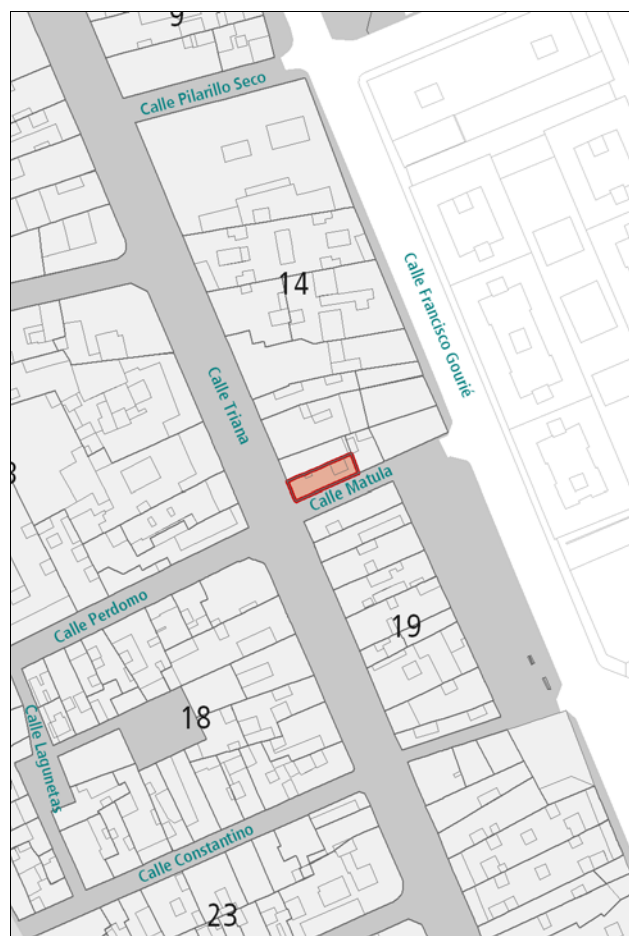 9
Calle Pilarillo Seco
14
Calle Francisco Gourié
Calle Triana
Calle Matula
Calle Perdomo
19
18
Calle Lagunetas
Calle Constantino
23